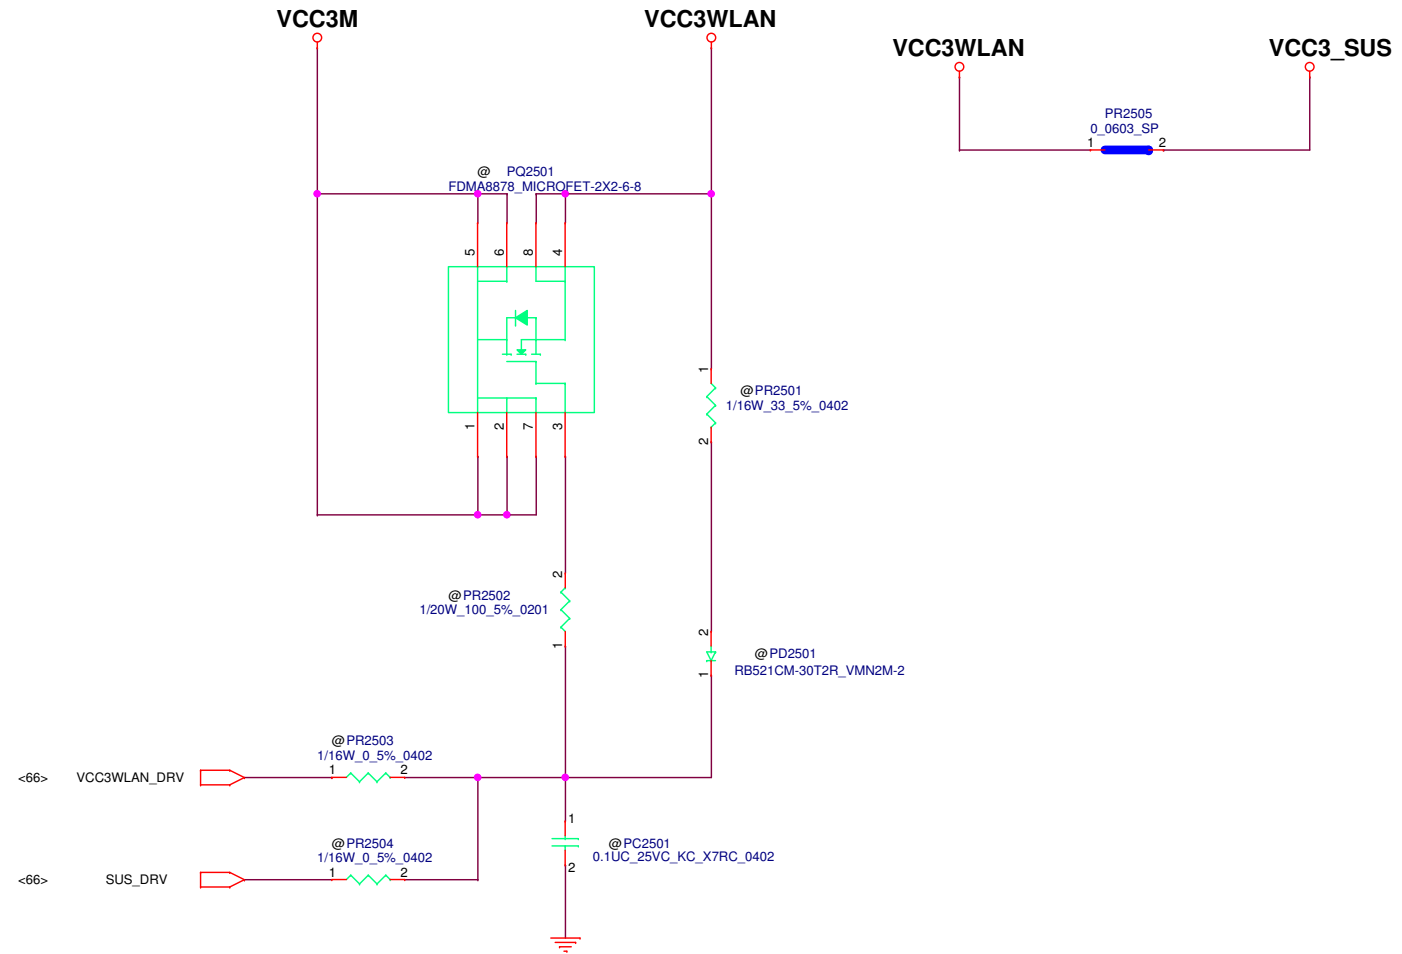 VCC3M
VCC3WLAN
VCC3WLAN
VCC3_SUS
PR2505
0_0603_SP
1
2
@ PQ2501
FDMA8878_MICROFET-2X2-6-8
5
6
8
4
1
2
7
3
1
@PR2501
1/16W_33_5%_0402
2
2
@PR2502
1/20W_100_5%_0201
1
2
@PD2501
RB521CM-30T2R_VMN2M-2
1
@PR2503
1/16W_0_5%_0402
1
2
<66> VCC3WLAN_DRV
@PR2504
1/16W_0_5%_0402
1
2
<66> SUS_DRV
1
@PC2501
0.1UC_25VC_KC_X7RC_0402
2